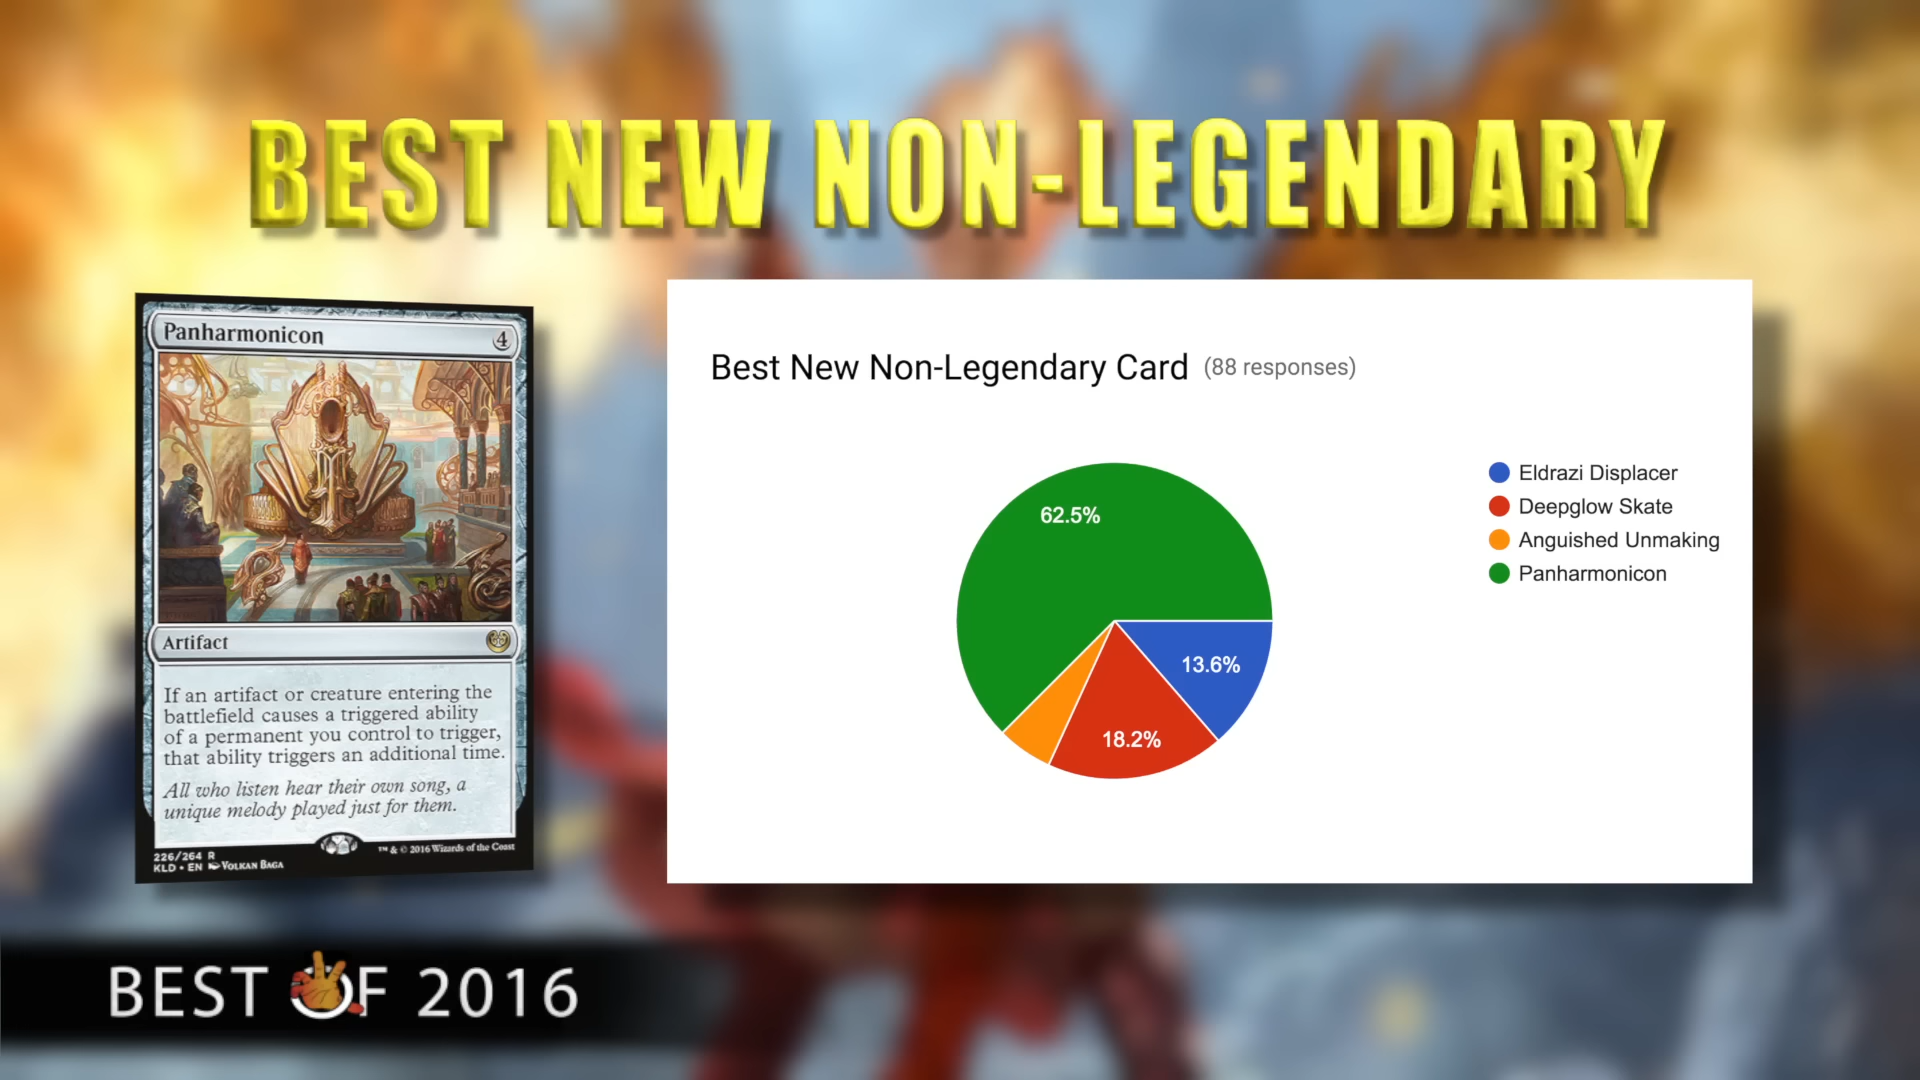 BEST NEW NON-LEGENDARY
Panharmonicon 4
Artifact
If an artifact or creature entering the
battlefield causes a triggered ability
of a permanent you control to trigger,
that ability triggers an additional time.
All who listen hear their own song, a
unique melody played just for them.
226/264 R
KLD • EN VOLKAN BAGA
™ & © 2016 Wizards of the Coast
Best New Non-Legendary Card (88 responses)
62.5%
13.6%
18.2%
Eldrazi Displacer
Deepglow Skate
Anguished Unmaking
Panharmonicon
BEST OF 2016